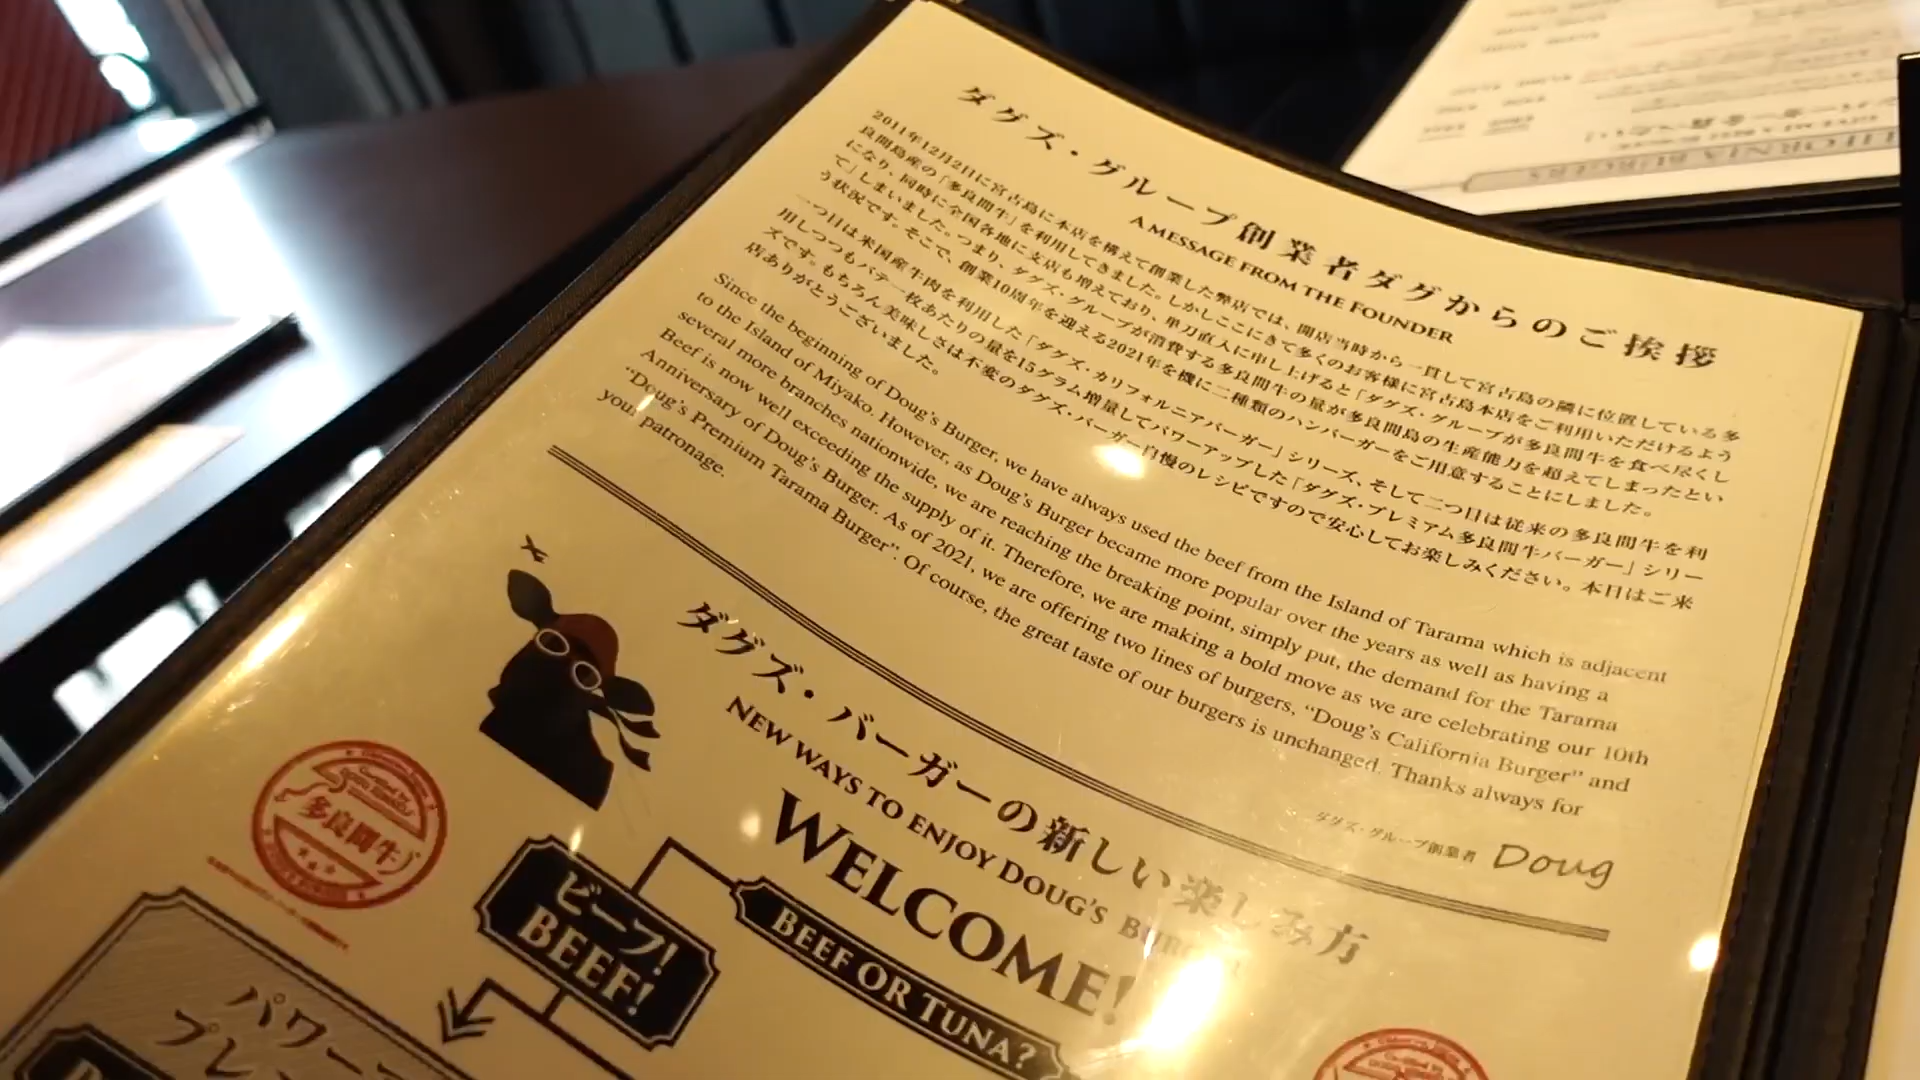 ダグズ・グループ創業者ダグからのご挨拶
A MESSAGE FROM THE FOUNDER
2011年12月2日に宮古島に本店を構えて創業した弊店では、開店当時から一貫して宮古島の隣に位置している多
良間島産の「多良間牛」を利用してきました。しかしここにきて多くのお客様に宮古島本店をご利用いただけるよう
になり、同時に全国各地に支店も増えており、単刀直入に申し上げると「ダグズ・グループが多良間牛を食べ尽くし
て」しまいました。つまり、ダグズ・グループが消費する多良間牛の量が多良間島の生産能力を超えてしまったとい
う状況です。そこで、創業10周年を迎える2021年を機に二種類のハンバーガーをご用意することにしました。
一つ目は米国産牛肉を利用した「ダグズ・カリフォルニアバーガー」シリーズ、そして二つ目は従来の多良間牛を利
用しつつもパテ一枚あたりの量を15グラム増量してパワーアップした「ダグズ・プレミアム多良間牛バーガー」シリー
ズです。もちろん美味しさは不変のダグズ・バーガー自慢のレシピですので安心してお楽しみください。本日はご来
店ありがとうございました。
Since the beginning of Doug's Burger, we have always used the beef from the Island of Tarama which is adjacent
to the Island of Miyako. However, as Doug's Burger became more popular over the years as well as having a
several more branches nationwide, we are reaching the breaking point, simply put, the demand for the Tarama
Beef is now well exceeding the supply of it. Therefore, we are making a bold move as we are celebrating our 10th
Anniversary of Doug's Burger. As of 2021, we are offering two lines of burgers, “Doug's California Burger” and
“Doug's Premium Tarama Burger”. Of course, the great taste of our burgers is unchanged. Thanks always for
your patronage.
ダグズ・グループ創業者 Doug
ダグズ・バーガーの新しい楽しみ方
NEW WAYS TO ENJOY DOUG'S
WELCOME!
BEEF OR TUNA?
ビーフ!
BEEF!
多良間牛
パワー
プレ